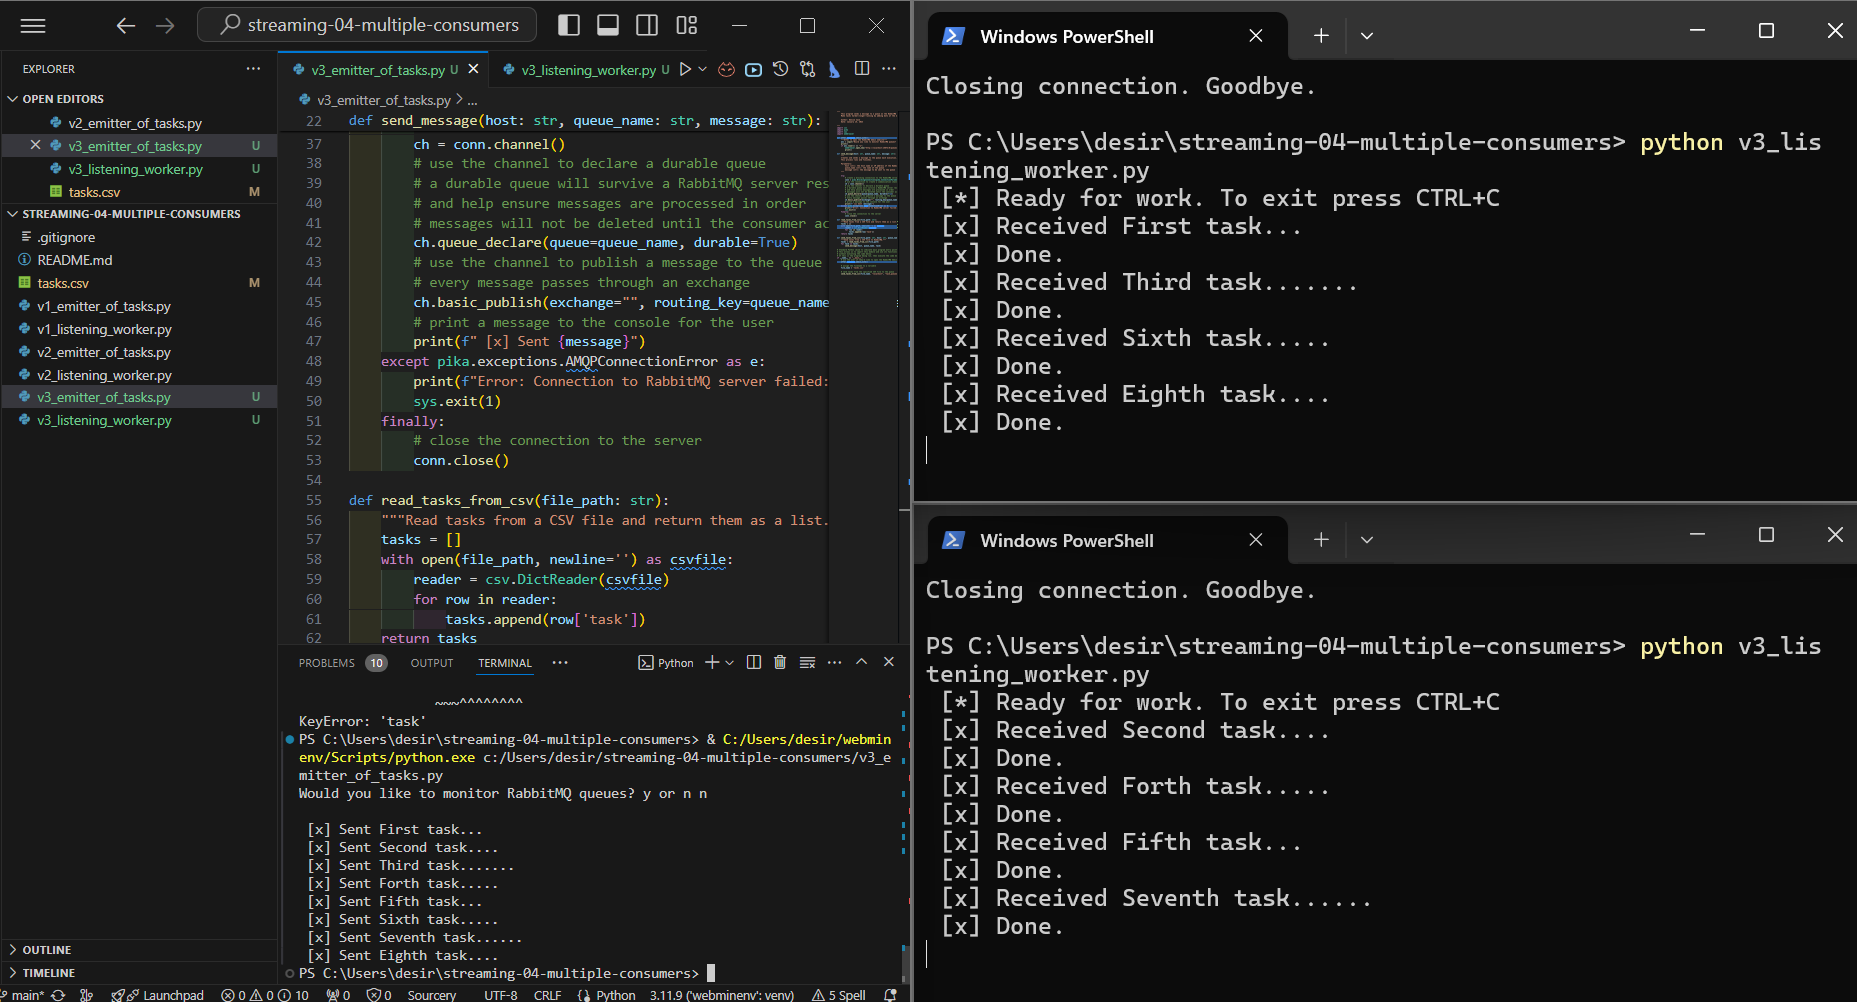 streaming-04-multiple-consumers
EXPLORER
OPEN EDITORS
v2_emitter_of_tasks.py
v3_emitter_of_tasks.py U
v3_listening_worker.py U
tasks.csv M
STREAMING-04-MULTIPLE-CONSUMERS
.gitignore
README.md
tasks.csv M
v1_emitter_of_tasks.py
v1_listening_worker.py
v2_emitter_of_tasks.py
v2_listening_worker.py
v3_emitter_of_tasks.py U
v3_listening_worker.py U
OUTLINE
TIMELINE
v3_emitter_of_tasks.py U
v3_listening_worker.py U
v3_emitter_of_tasks.py > ...
22 def send_message(host: str, queue_name: str, message: str):
37 ch = conn.channel()
38 # use the channel to declare a durable queue
39 # a durable queue will survive a RabbitMQ server res
40 # and help ensure messages are processed in order
41 # messages will not be deleted until the consumer ac
42 ch.queue_declare(queue=queue_name, durable=True)
43 # use the channel to publish a message to the queue
44 # every message passes through an exchange
45 ch.basic_publish(exchange="", routing_key=queue_name
46 # print a message to the console for the user
47 print(f" [x] Sent {message}")
48 except pika.exceptions.AMQPConnectionError as e:
49 print(f"Error: Connection to RabbitMQ server failed:
50 sys.exit(1)
51 finally:
52 # close the connection to the server
53 conn.close()
54
55 def read_tasks_from_csv(file_path: str):
56 """Read tasks from a CSV file and return them as a list.
57 tasks = []
58 with open(file_path, newline='') as csvfile:
59 reader = csv.DictReader(csvfile)
60 for row in reader:
61 tasks.append(row['task'])
62 return tasks
PROBLEMS 10 OUTPUT TERMINAL ... Python
~~~^^^^^^^^
KeyError: 'task'
PS C:\Users\desir\streaming-04-multiple-consumers> & C:/Users/desir/webmin
env/Scripts/python.exe c:/Users/desir/streaming-04-multiple-consumers/v3_e
mitter_of_tasks.py
Would you like to monitor RabbitMQ queues? y or n n
[x] Sent First task...
[x] Sent Second task....
[x] Sent Third task.......
[x] Sent Forth task.....
[x] Sent Fifth task...
[x] Sent Sixth task.....
[x] Sent Seventh task......
[x] Sent Eighth task....
PS C:\Users\desir\streaming-04-multiple-consumers>
main* Launchpad 0 0 10 0 0 Sourcery UTF-8 CRLF Python 3.11.9 ('webminenv': venv) 5 Spell
Windows PowerShell
Closing connection. Goodbye.
PS C:\Users\desir\streaming-04-multiple-consumers> python v3_lis
tening_worker.py
[*] Ready for work. To exit press CTRL+C
[x] Received First task...
[x] Done.
[x] Received Third task.......
[x] Done.
[x] Received Sixth task.....
[x] Done.
[x] Received Eighth task....
[x] Done.
Windows PowerShell
Closing connection. Goodbye.
PS C:\Users\desir\streaming-04-multiple-consumers> python v3_lis
tening_worker.py
[*] Ready for work. To exit press CTRL+C
[x] Received Second task....
[x] Done.
[x] Received Forth task.....
[x] Done.
[x] Received Fifth task...
[x] Done.
[x] Received Seventh task......
[x] Done.